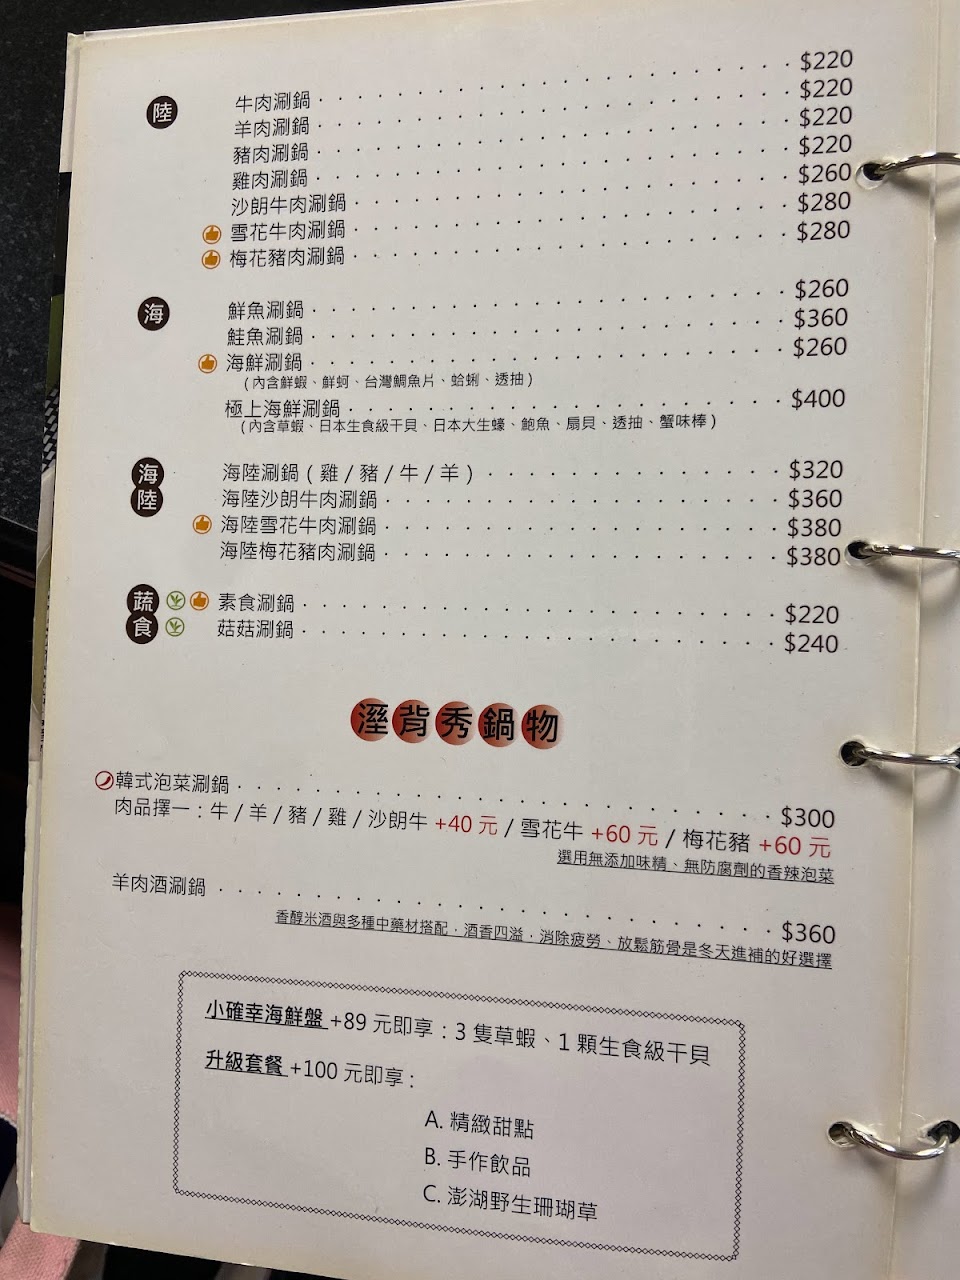 陸
牛肉涮鍋 $220
羊肉涮鍋 $220
豬肉涮鍋 $220
雞肉涮鍋 $220
沙朗牛肉涮鍋 $260
雪花牛肉涮鍋 $280
梅花豬肉涮鍋 $280
海
鮮魚涮鍋 $260
鮭魚涮鍋 $360
海鮮涮鍋 $260
(內含鮮蝦、鮮蚵、台灣鯛魚片、蛤蜊、透抽)
極上海鮮涮鍋 $400
(內含草蝦、日本生食級干貝、日本大生蠔、鮑魚、扇貝、透抽、蟹味棒)
海陸
海陸涮鍋(雞/豬/牛/羊) $320
海陸沙朗牛肉涮鍋 $360
海陸雪花牛肉涮鍋 $380
海陸梅花豬肉涮鍋 $380
蔬食
素食涮鍋 $220
菇菇涮鍋 $240
溼背秀鍋物
韓式泡菜涮鍋 $300
肉品擇一：牛/羊/豬/雞/沙朗牛 +40 元/雪花牛 +60 元/梅花豬 +60 元
選用無添加味精、無防腐劑的香辣泡菜
羊肉酒涮鍋 $360
香醇米酒與多種中藥材搭配，酒香四溢，消除疲勞、放鬆筋骨是冬天進補的好選擇
小確幸海鮮盤 +89 元即享：3 隻草蝦、1 顆生食級干貝
升級套餐 +100 元即享：
A. 精緻甜點
B. 手作飲品
C. 澎湖野生珊瑚草